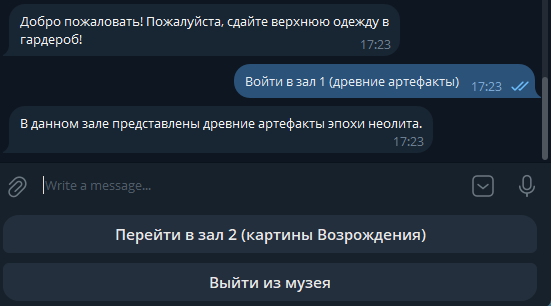 Добро пожаловать! Пожалуйста, сдайте верхнюю одежду в
гардероб!
17:23
Войти в зал 1 (древние артефакты)
17:23
В данном зале представлены древние артефакты эпохи неолита.
17:23
Write a message...
Перейти в зал 2 (картины Возрождения)
Выйти из музея